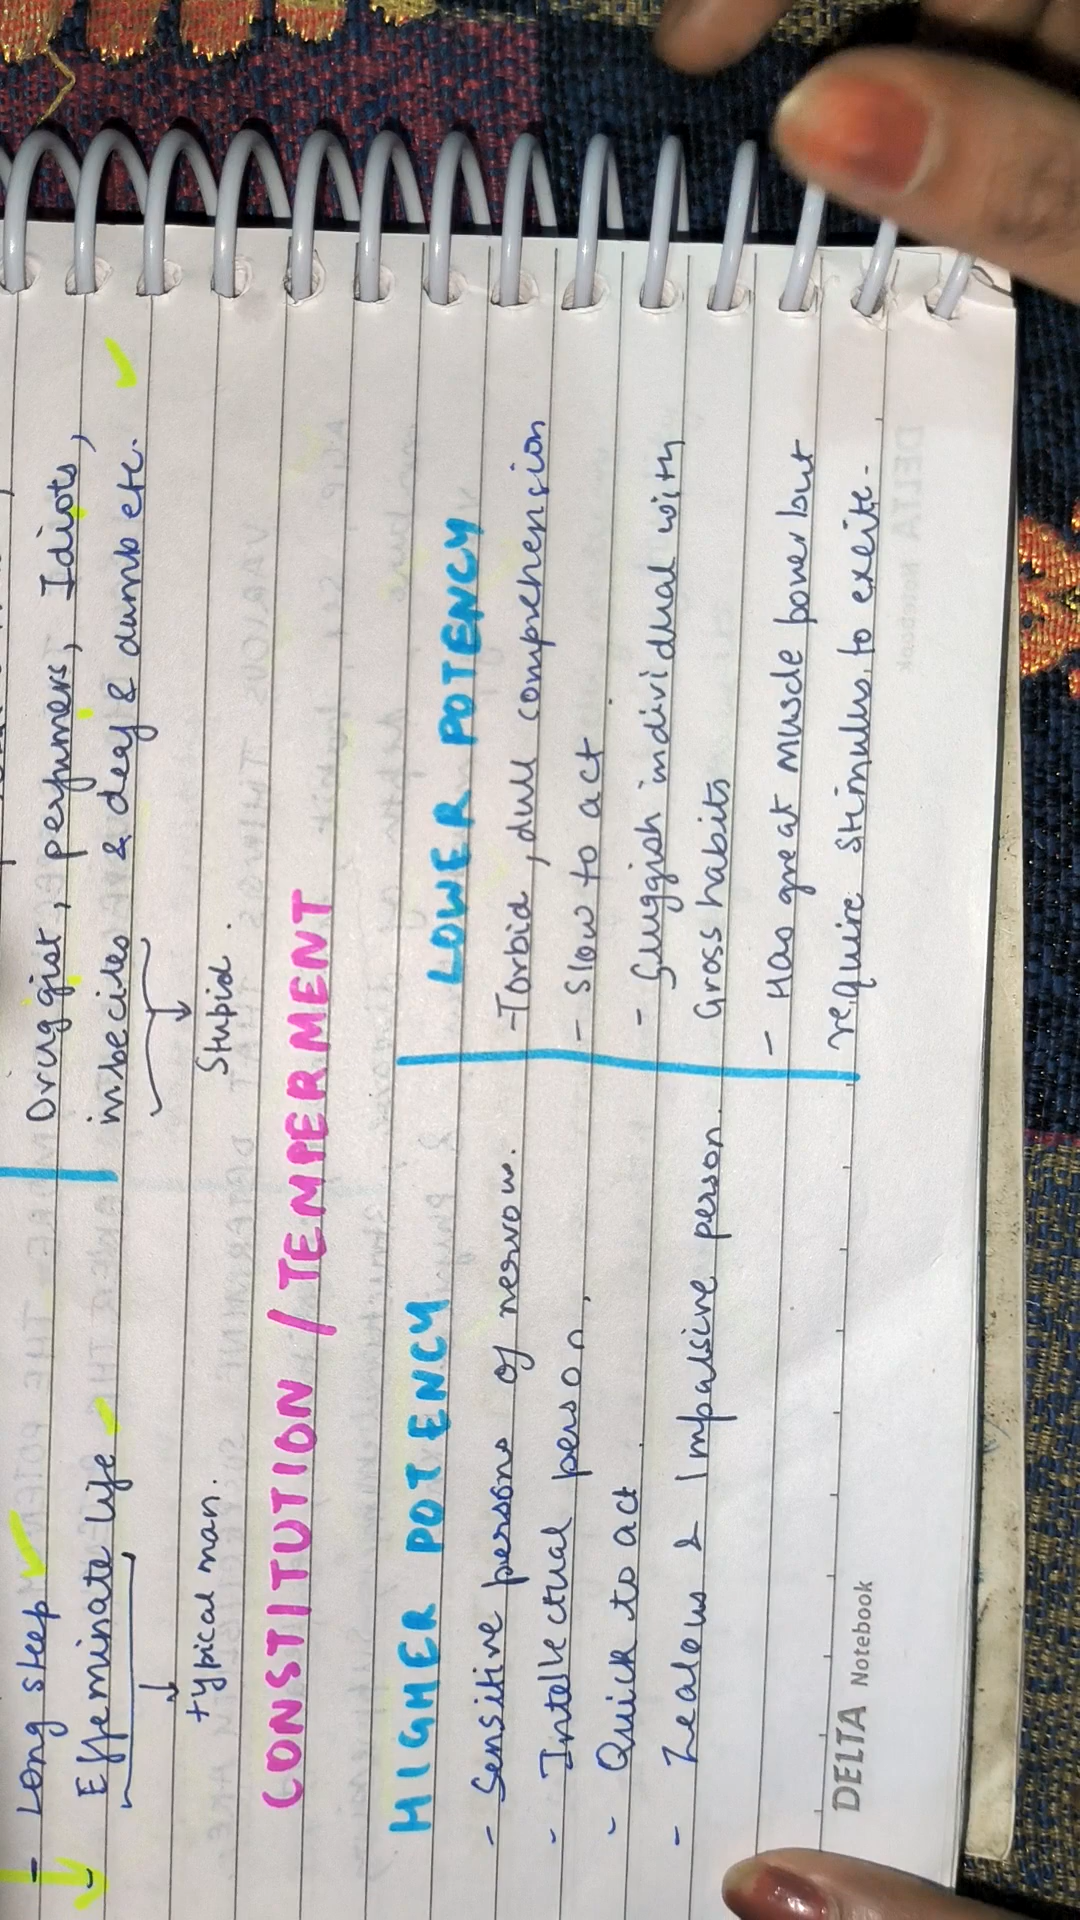 - Long sleep
Effeminate life
typical man.
Druggist, perfumers, Idiots,
imbeciles & deaf & dumb etc.
Stupid.
CONSTITUTION / TEMPERMENT
HIGHER POTENCY
- Sensitive persons of nervous.
- Intellectual person.
- Quick to act
- Zealous & Impulsive person.
LOWER POTENCY
- Torbid, dull comprehension
- Slow to act
- Sluggish individual with
Gross habits
- Has great muscle power but
require stimulus to exite.
DELTA Notebook